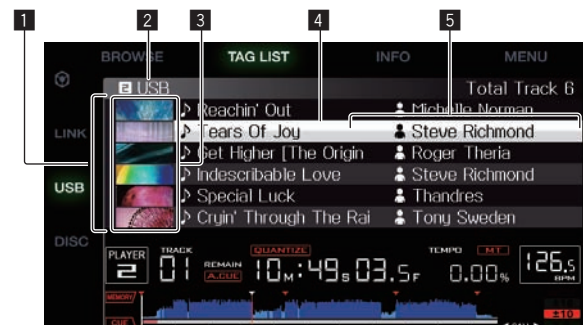 1 2 3 4 5
BROWSE TAG LIST INFO MENU
2 USB Total Track 6
Reachin' Out Michelle Norman
LINK Tears Of Joy Steve Richmond
Get Higher [The Origin Roger Theria
USB Indescribable Love Steve Richmond
Special Luck Thandres
Cryin' Through The Rai Tony Sweden
DISC
PLAYER 2 TRACK 01 REMAIN A.CUE QUANTIZE 10M:49S03.5F TEMPO MT 0.00% 126.5 BPM
MEMORY
CUE ±10